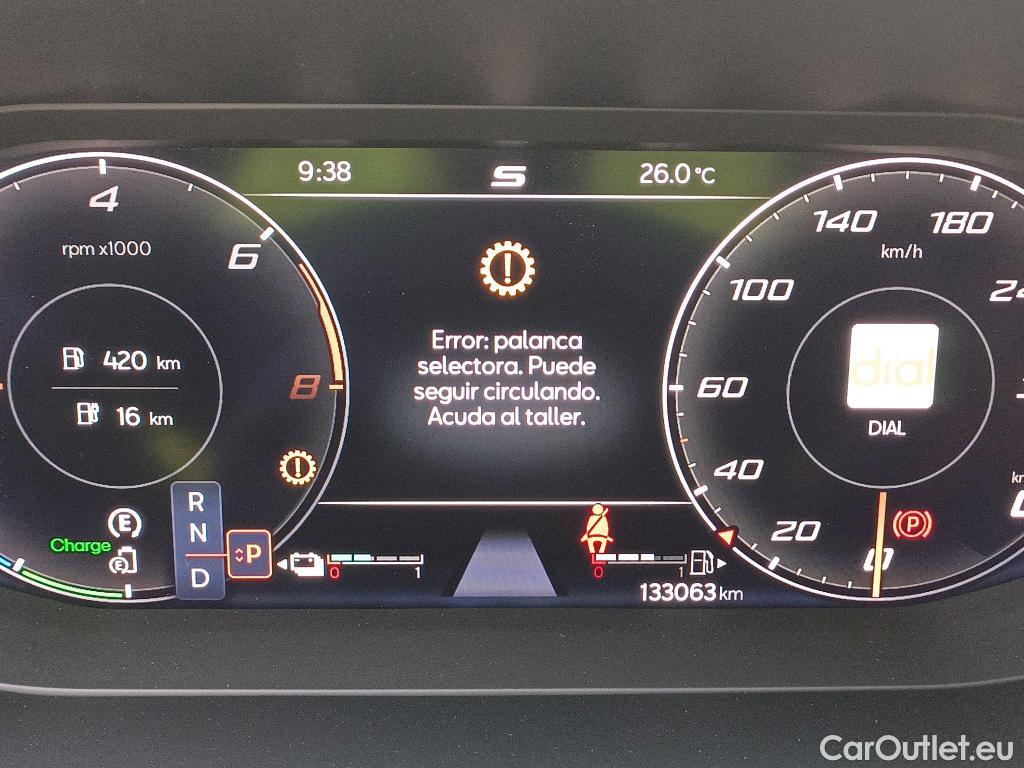 9:38
S
26.0 °C
4
6
8
rpm x1000
420 km
16 km
Error: palanca
selectora. Puede
seguir circulando.
Acuda al taller.
140
180
km/h
100
60
40
20
0
DIAL
R
N
D
P
E
Charge
0
1
0
1
133063 km
P
CarOutlet.eu